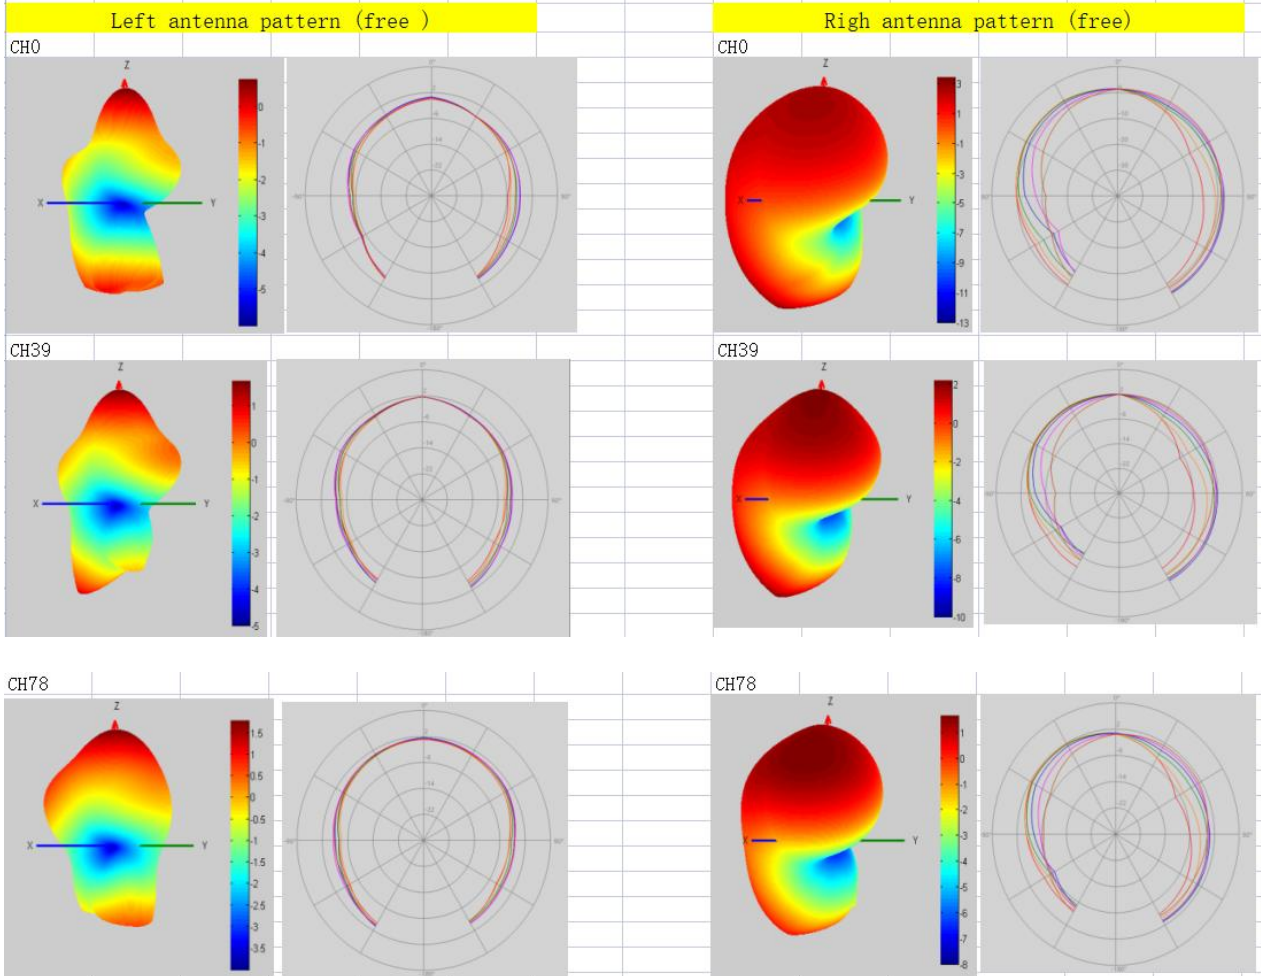 Left antenna pattern (free )
Righ antenna pattern (free)
CH0
CH0
Z
X
Y
0
-1
-2
-3
-4
-5
Z
X
Y
3
1
-1
-3
-5
-7
-9
-11
-13
CH39
CH39
Z
X
Y
1
0
-1
-2
-3
-4
-5
Z
X
Y
2
0
-2
-4
-6
-8
-10
CH78
CH78
Z
X
Y
1.5
1
0.5
0
-0.5
-1
-1.5
-2
-2.5
-3
-3.5
Z
X
Y
1
0
-1
-2
-3
-4
-5
-6
-7
-8